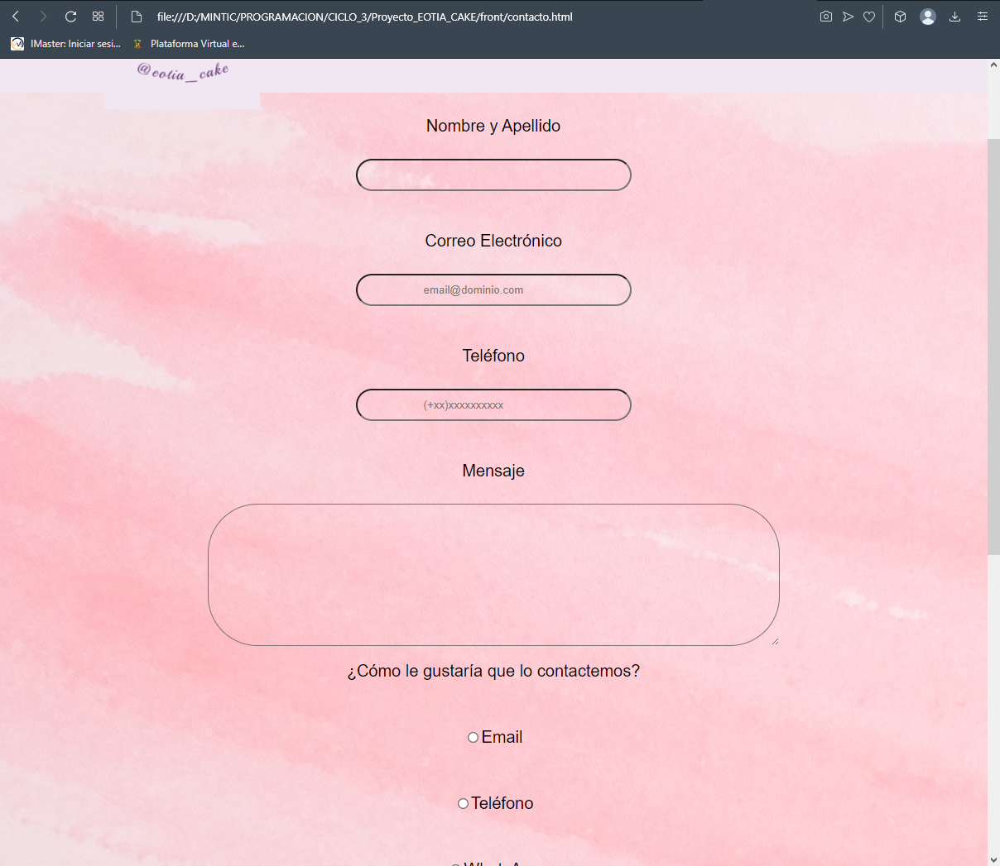 file:///D:/MINTIC/PROGRAMACION/CICLO_3/Proyecto_EOTIA_CAKE/front/contacto.html
IMaster: Iniciar sesi... Plataforma Virtual e...
@eotia_cake
Nombre y Apellido
Correo Electrónico
email@dominio.com
Teléfono
(+xx)xxxxxxxxxx
Mensaje
¿Cómo le gustaría que lo contactemos?
Email
Teléfono